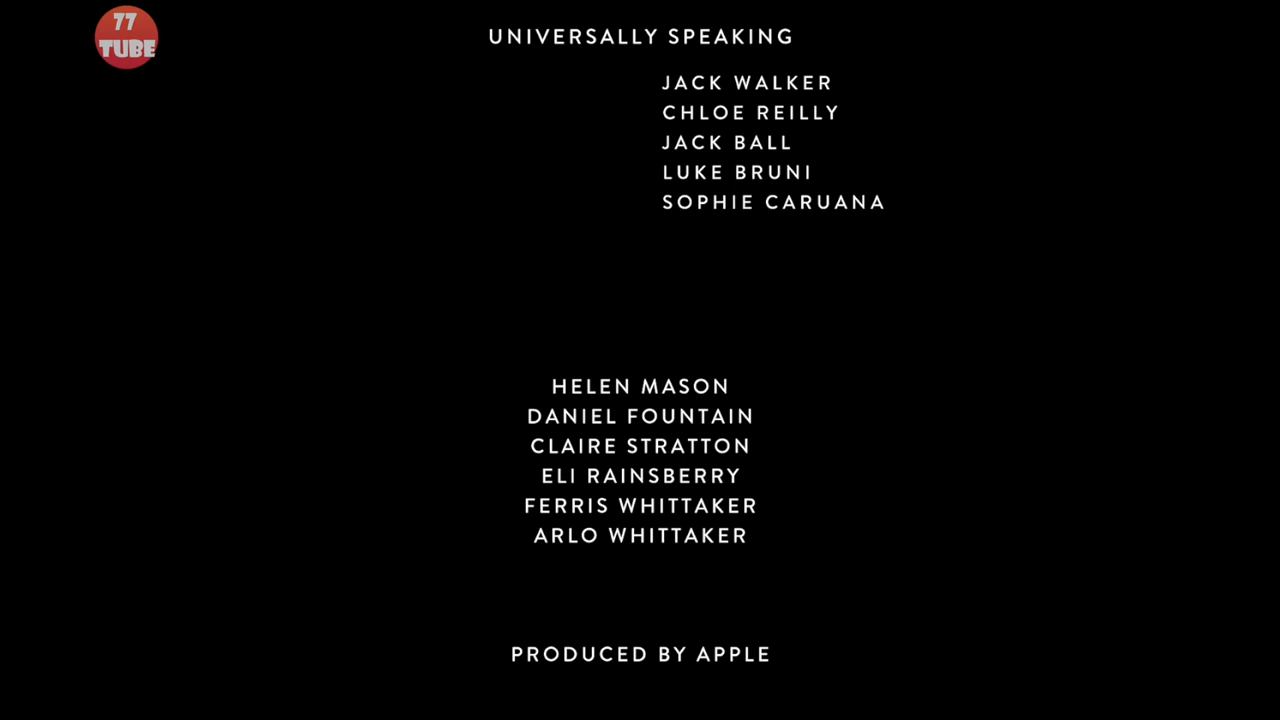 77
TUBE
UNIVERSALLY SPEAKING
JACK WALKER
CHLOE REILLY
JACK BALL
LUKE BRUNI
SOPHIE CARUANA
HELEN MASON
DANIEL FOUNTAIN
CLAIRE STRATTON
ELI RAINSBERRY
FERRIS WHITTAKER
ARLO WHITTAKER
PRODUCED BY APPLE